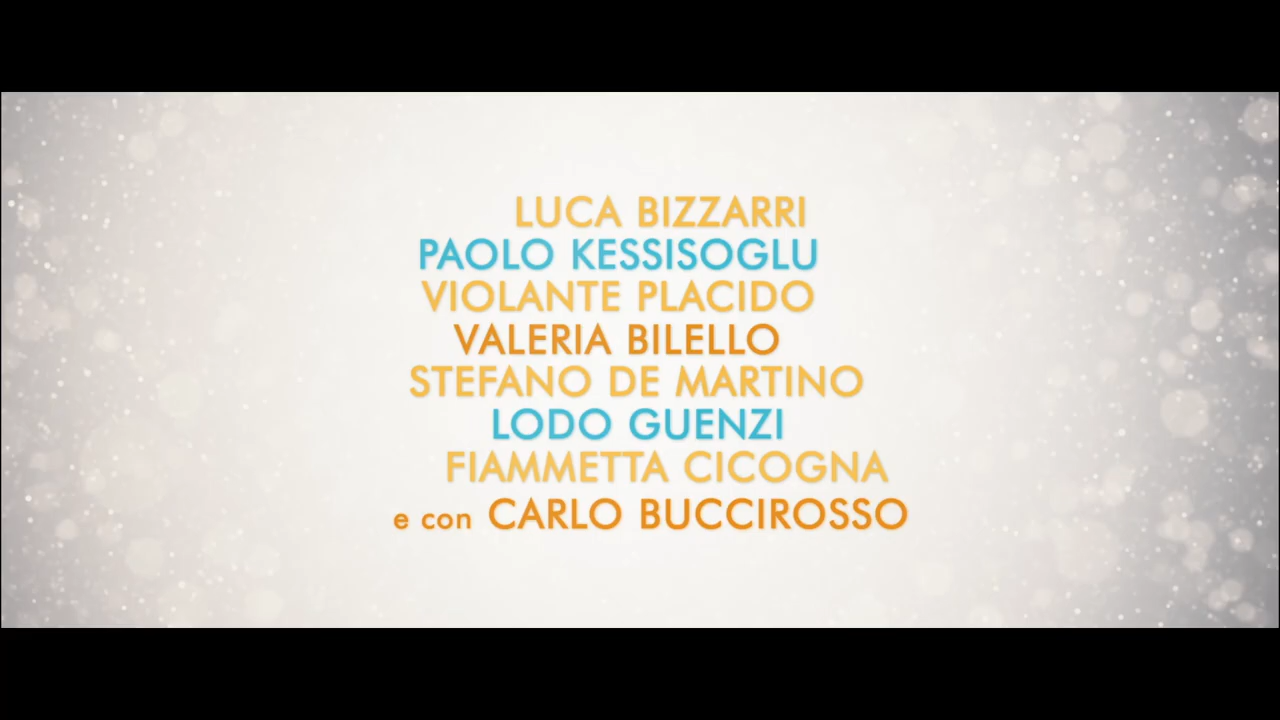 LUCA BIZZARRI
PAOLO KESSISOGLU
VIOLANTE PLACIDO
VALERIA BILELLO
STEFANO DE MARTINO
LODO GUENZI
FIAMMETTA CICOGNA
e con CARLO BUCCIROSSO